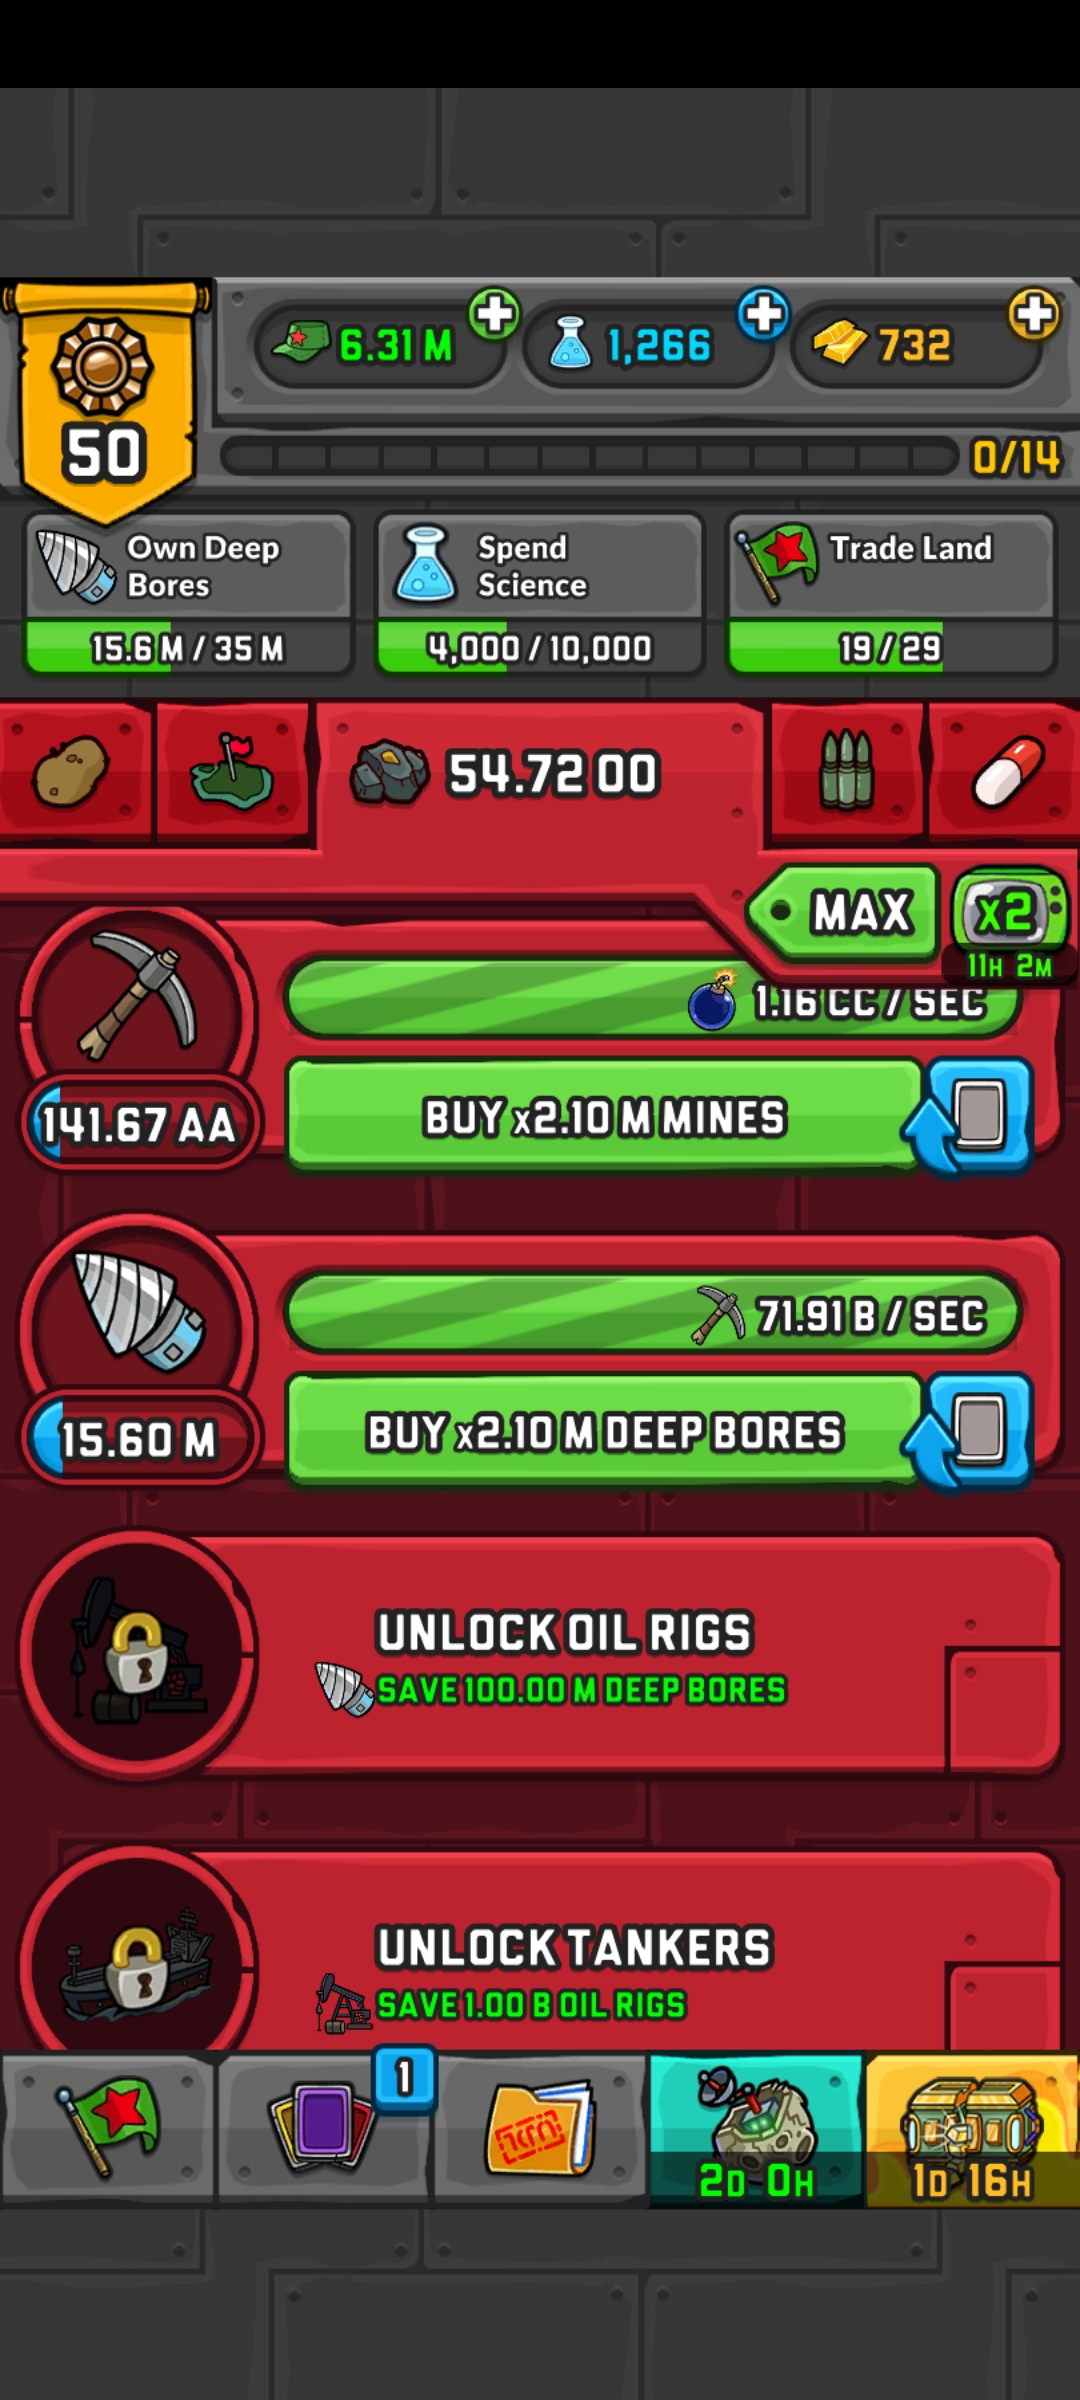 6.31 M
1,266
732
50
0/14
Own Deep
Bores
15.6 M / 35 M
Spend
Science
4,000 / 10,000
Trade Land
19 / 29
54.72 OO
MAX
x2
11H 2M
1.16 CC / SEC
141.67 AA
BUY x2.10 M MINES
71.91 B / SEC
15.60 M
BUY x2.10 M DEEP BORES
UNLOCK OIL RIGS
SAVE 100.00 M DEEP BORES
UNLOCK TANKERS
SAVE 1.00 B OIL RIGS
1
2D 0H
1D 16H